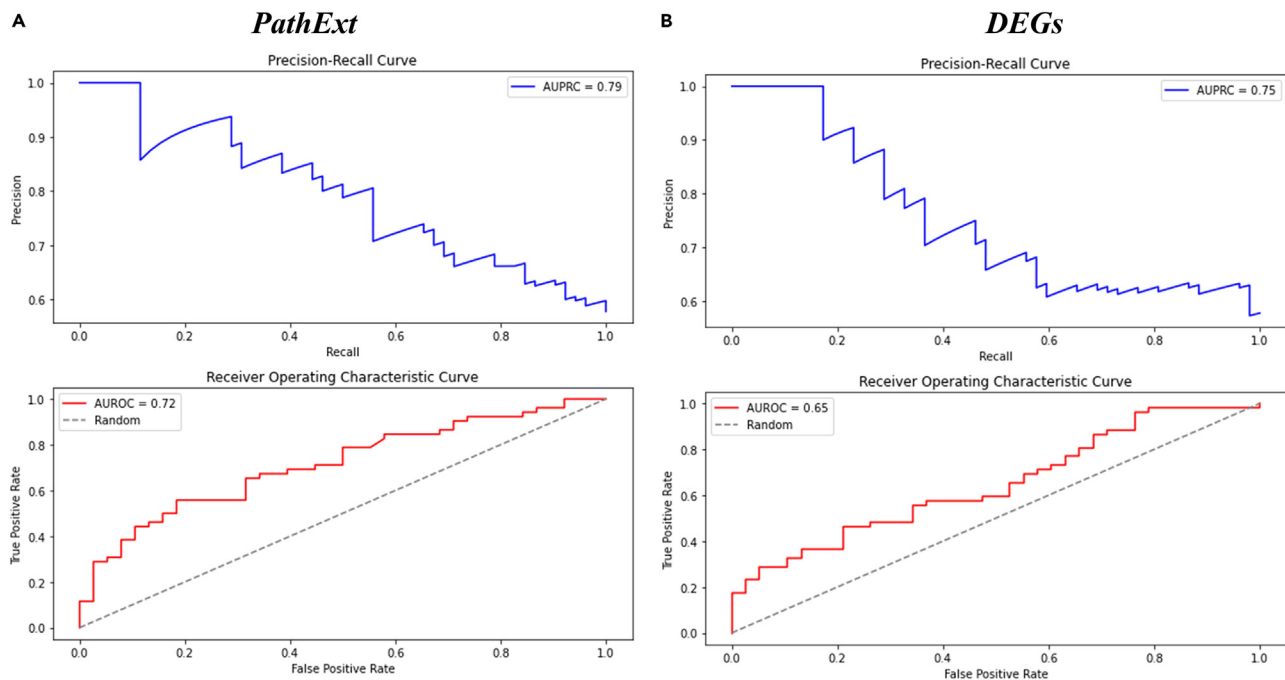 A
PathExt
Precision-Recall Curve
AUPRC = 0.79
Precision
1.0
0.9
0.8
0.7
0.6
0.0 0.2 0.4 0.6 0.8 1.0
Recall
Receiver Operating Characteristic Curve
AUROC = 0.72
Random
True Positive Rate
1.0
0.8
0.6
0.4
0.2
0.0
0.0 0.2 0.4 0.6 0.8 1.0
False Positive Rate
B
DEGs
Precision-Recall Curve
AUPRC = 0.75
Precision
1.0
0.9
0.8
0.7
0.6
0.0 0.2 0.4 0.6 0.8 1.0
Recall
Receiver Operating Characteristic Curve
AUROC = 0.65
Random
True Positive Rate
1.0
0.8
0.6
0.4
0.2
0.0
0.0 0.2 0.4 0.6 0.8 1.0
False Positive Rate